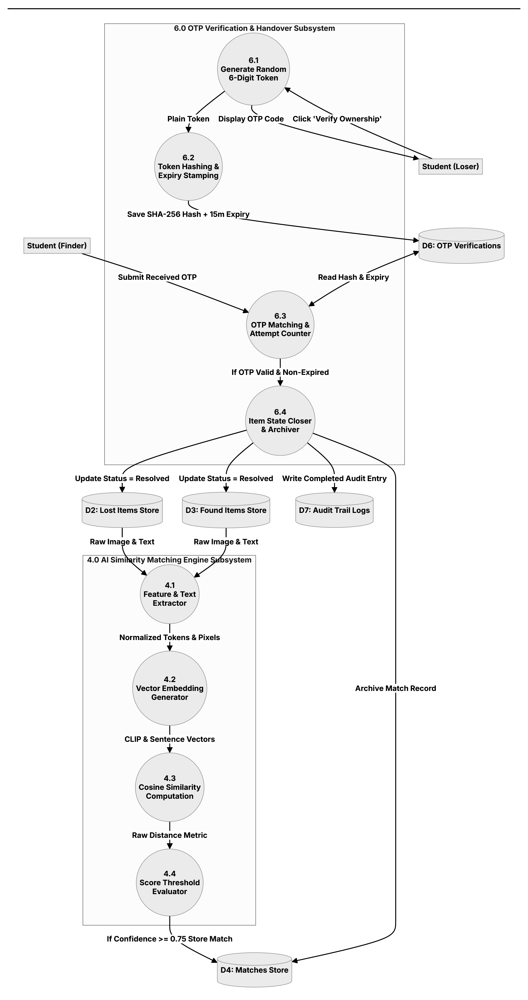 6.0 OTP Verification & Handover Subsystem
6.1
Generate Random
6-Digit Token
Plain Token
Display OTP Code
Click 'Verify Ownership'
6.2
Token Hashing &
Expiry Stamping
Student (Loser)
Save SHA-256 Hash + 15m Expiry
Student (Finder)
D6: OTP Verifications
Submit Received OTP
Read Hash & Expiry
6.3
OTP Matching &
Attempt Counter
If OTP Valid & Non-Expired
6.4
Item State Closer
& Archiver
Update Status = Resolved
Update Status = Resolved
Write Completed Audit Entry
D2: Lost Items Store
D3: Found Items Store
D7: Audit Trail Logs
Raw Image & Text
Raw Image & Text
4.0 AI Similarity Matching Engine Subsystem
4.1
Feature & Text
Extractor
Normalized Tokens & Pixels
4.2
Vector Embedding
Generator
Archive Match Record
CLIP & Sentence Vectors
4.3
Cosine Similarity
Computation
Raw Distance Metric
4.4
Score Threshold
Evaluator
If Confidence >= 0.75 Store Match
D4: Matches Store